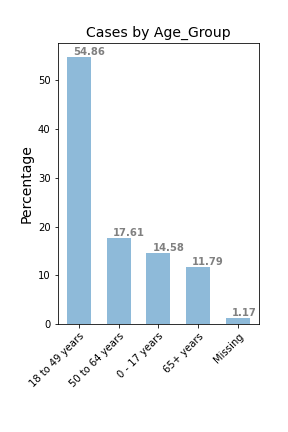 Cases by Age_Group
Percentage
50
40
30
20
10
0
54.86
17.61
14.58
11.79
1.17
18 to 49 years
50 to 64 years
0 - 17 years
65+ years
Missing